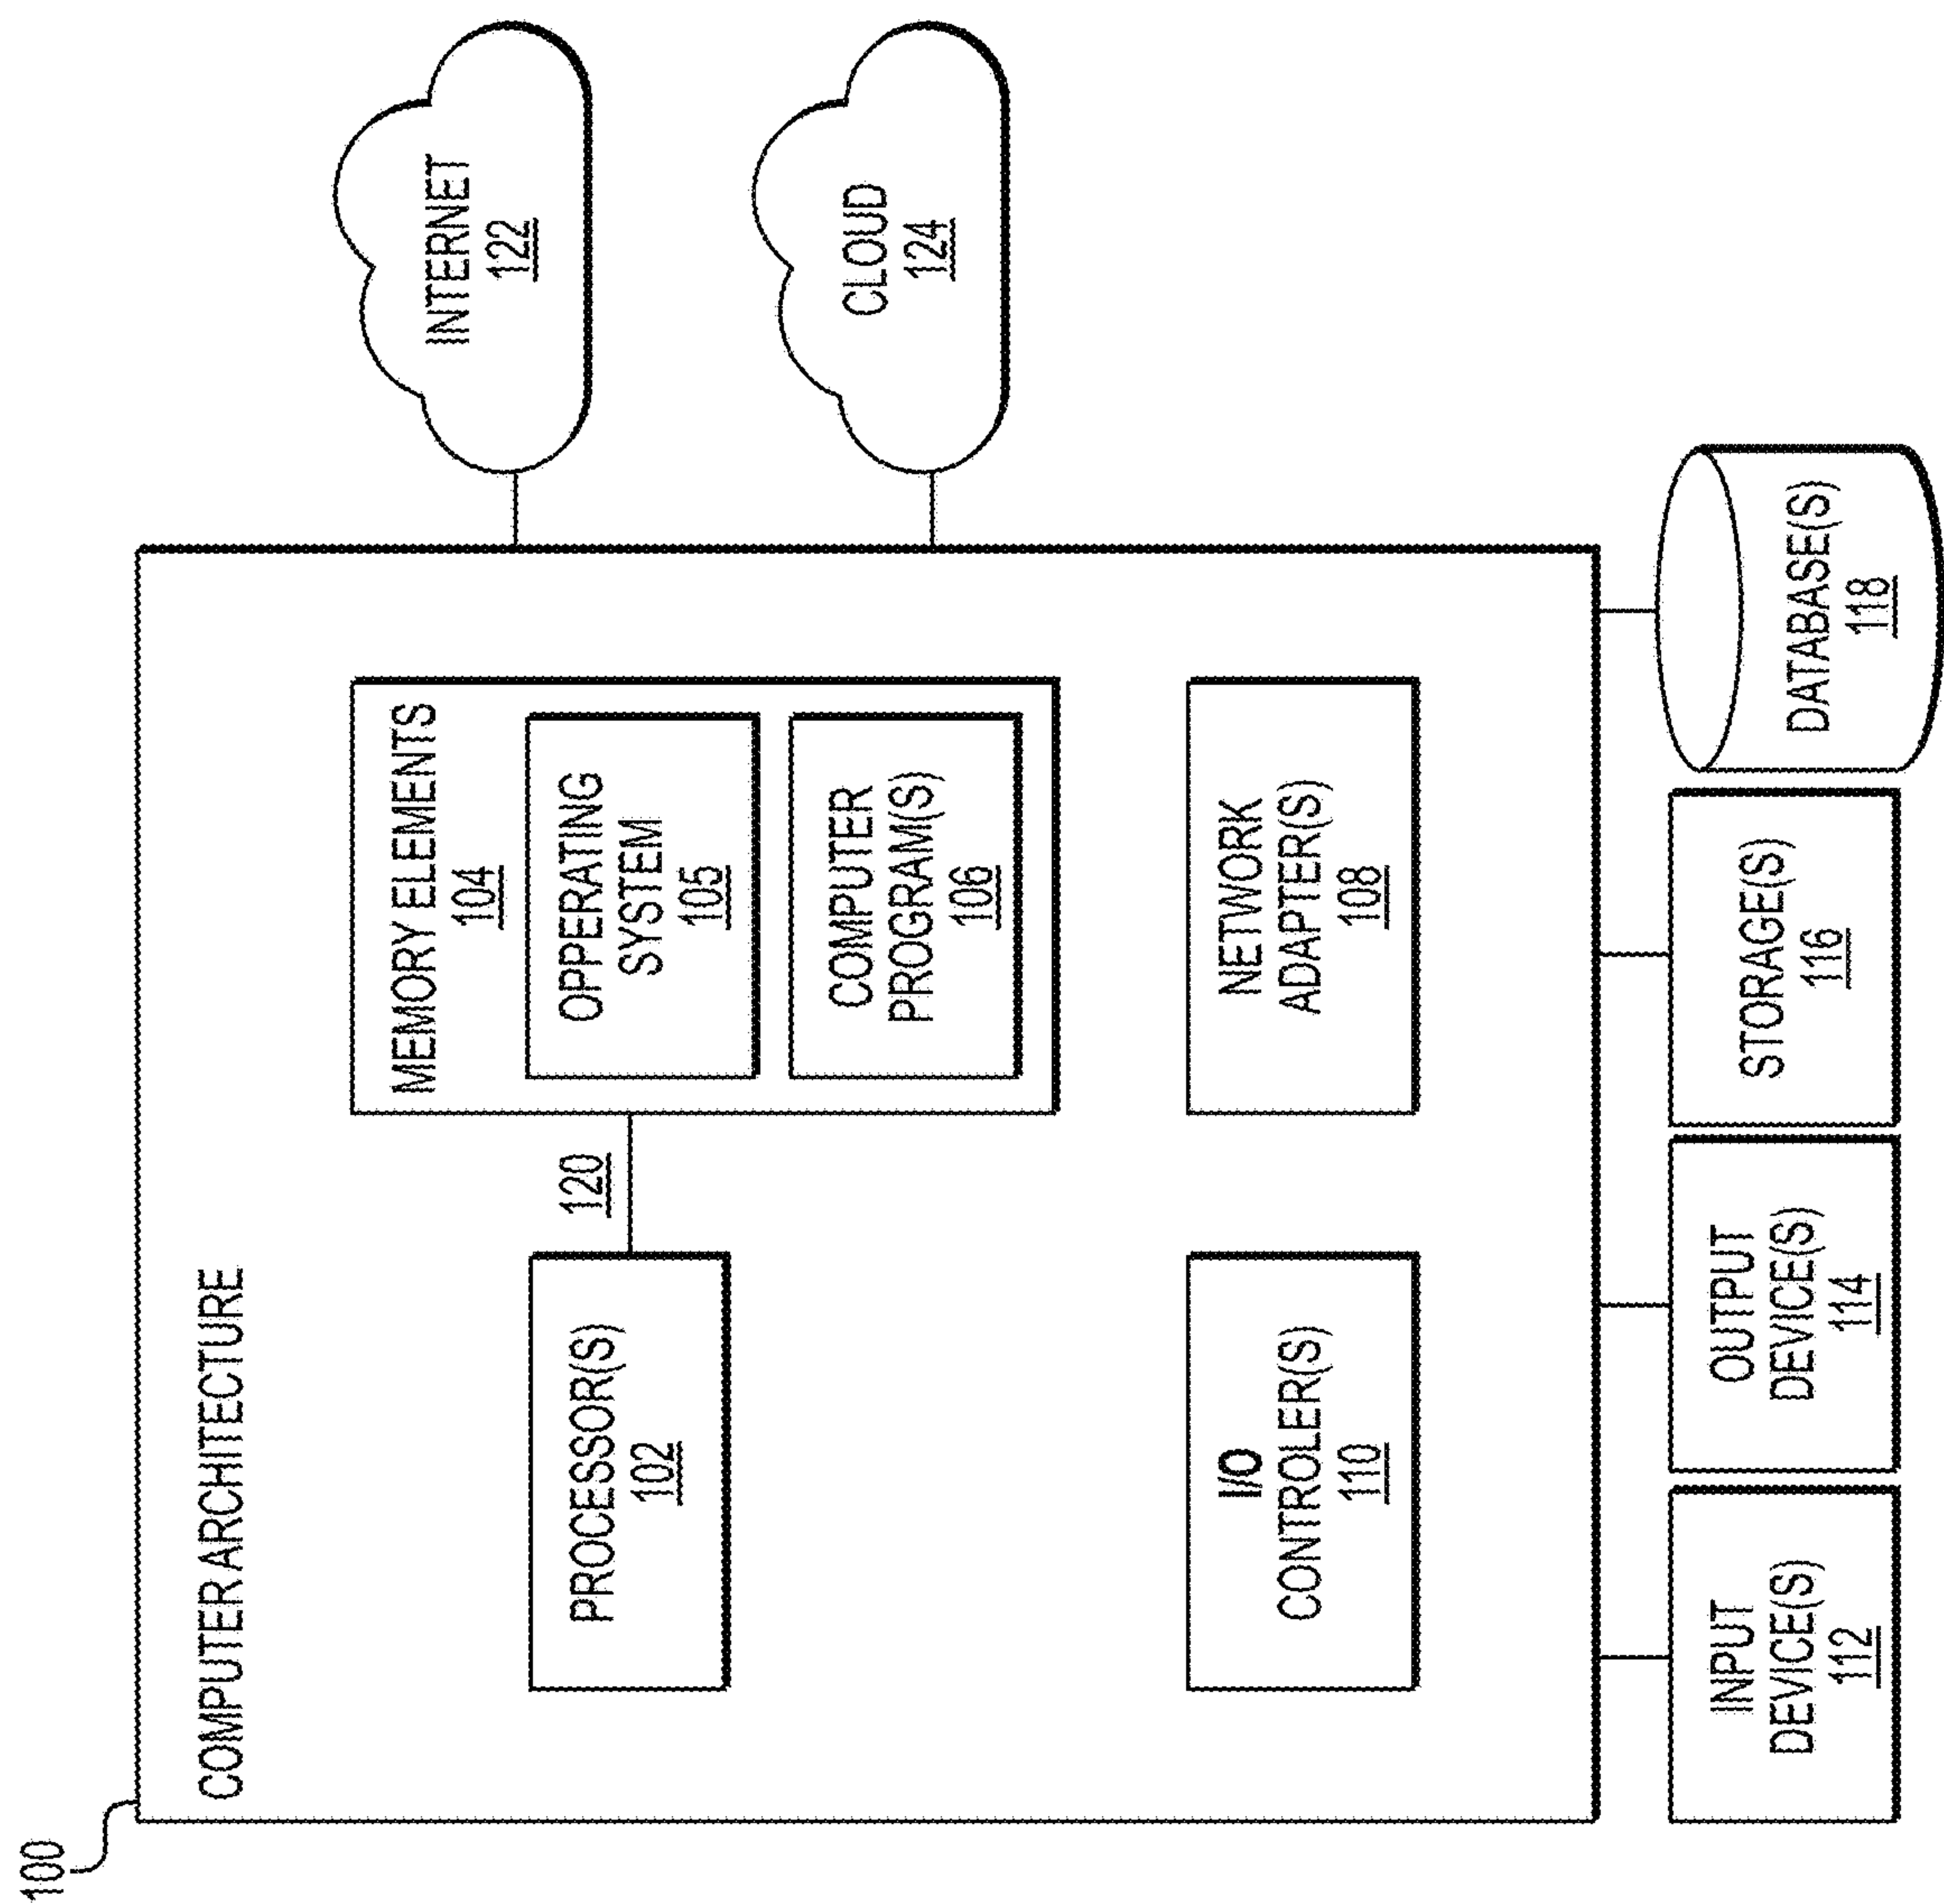 100
COMPUTER ARCHITECTURE
PROCESSOR(S)
102
120
MEMORY ELEMENTS
104
OPPERATING
SYSTEM
105
COMPUTER
PROGRAM(S)
106
I/O
CONTROLER(S)
110
NETWORK
ADAPTER(S)
108
INTERNET
122
CLOUD
124
INPUT
DEVICE(S)
112
OUTPUT
DEVICE(S)
114
STORAGE(S)
116
DATABASE(S)
118